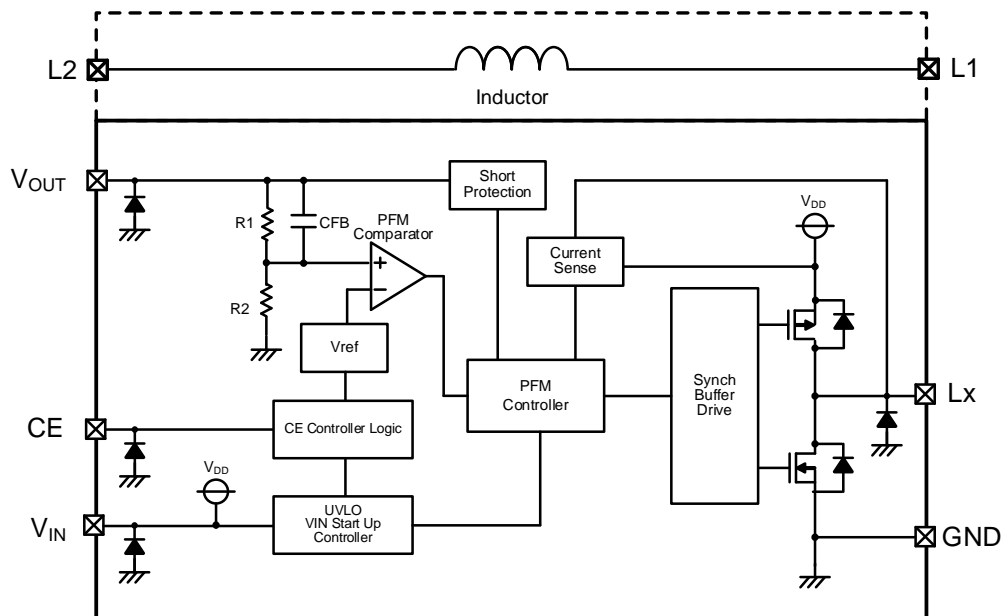 L2
L1
Inductor
VOUT
Short
Protection
VDD
R1
CFB
PFM
Comparator
Current
Sense
R2
Vref
PFM
Controller
Synch
Buffer
Drive
Lx
CE
CE Controller Logic
VDD
VIN
UVLO
VIN Start Up
Controller
GND